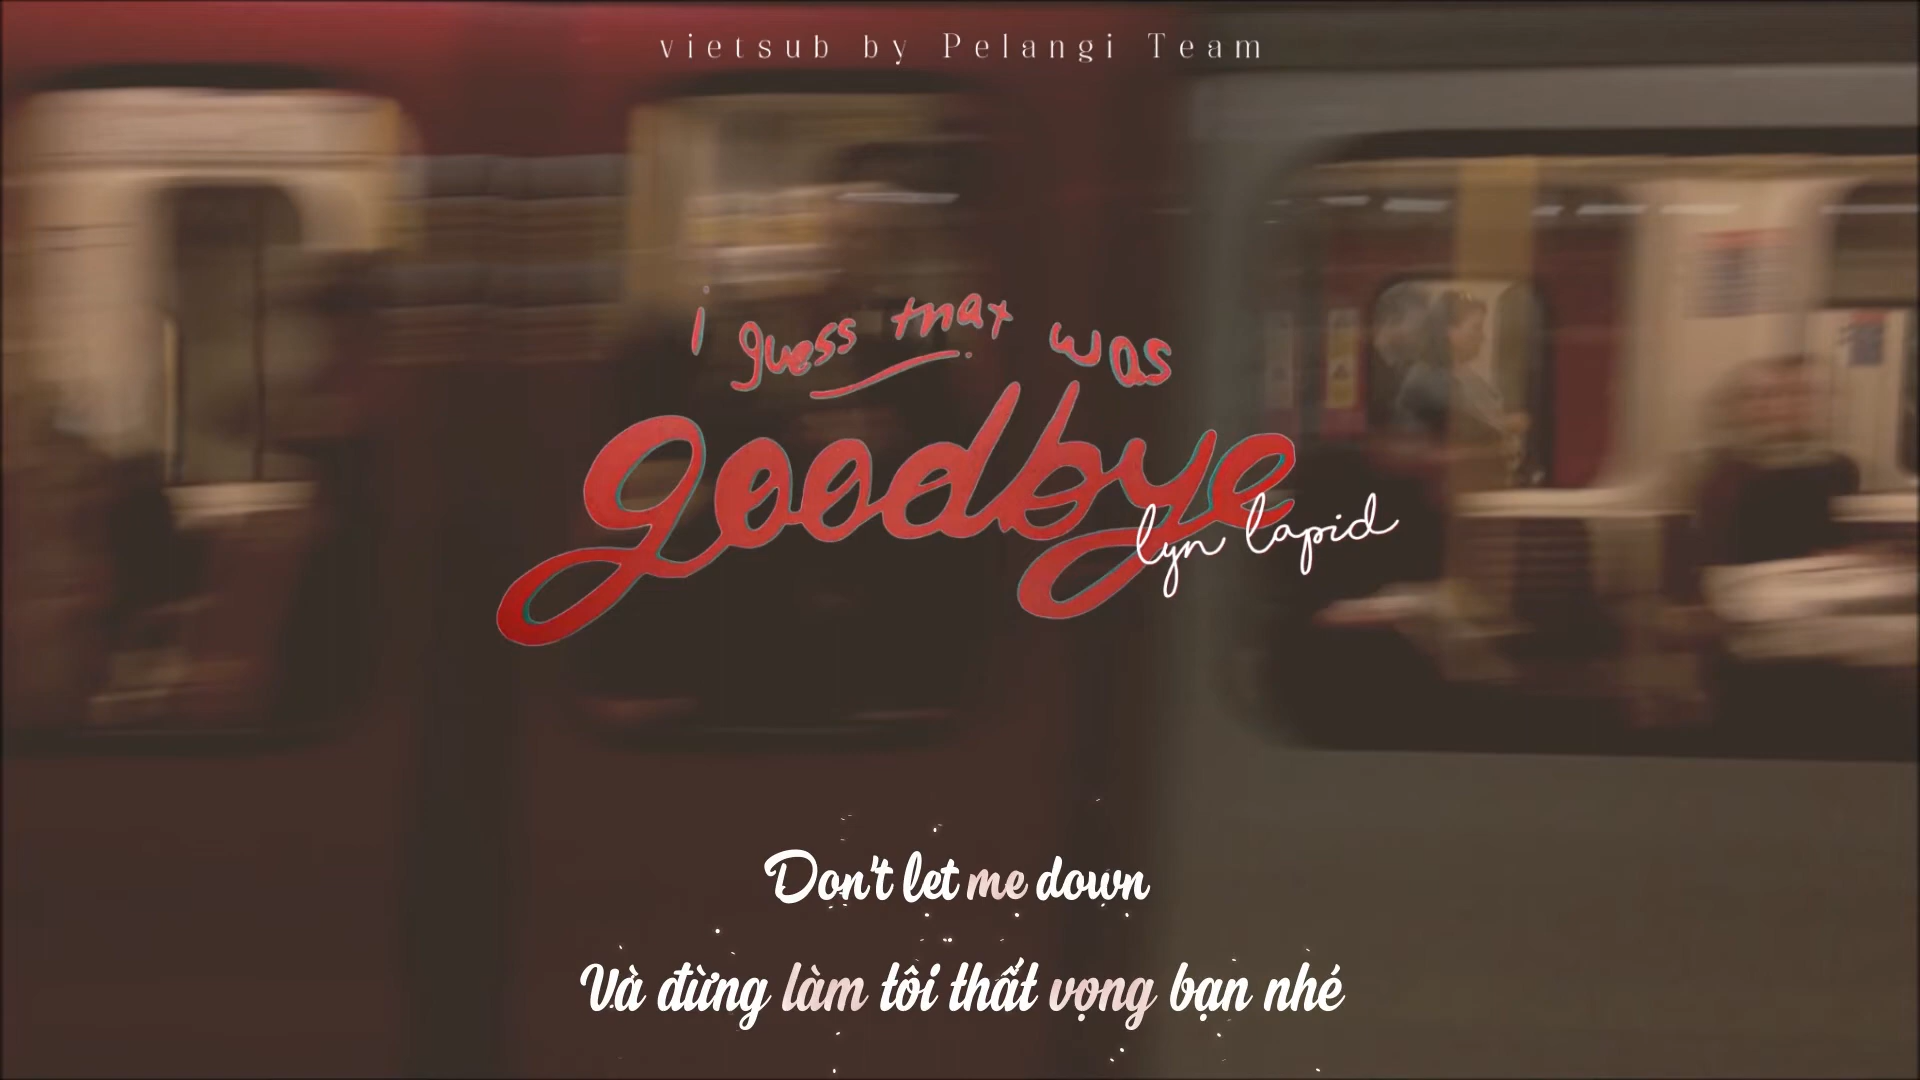 vietsub by Pelangi Team
i guess that was
goodbye
lyn lapid
Don't let me down
Và đừng làm tôi thất vọng bạn nhé